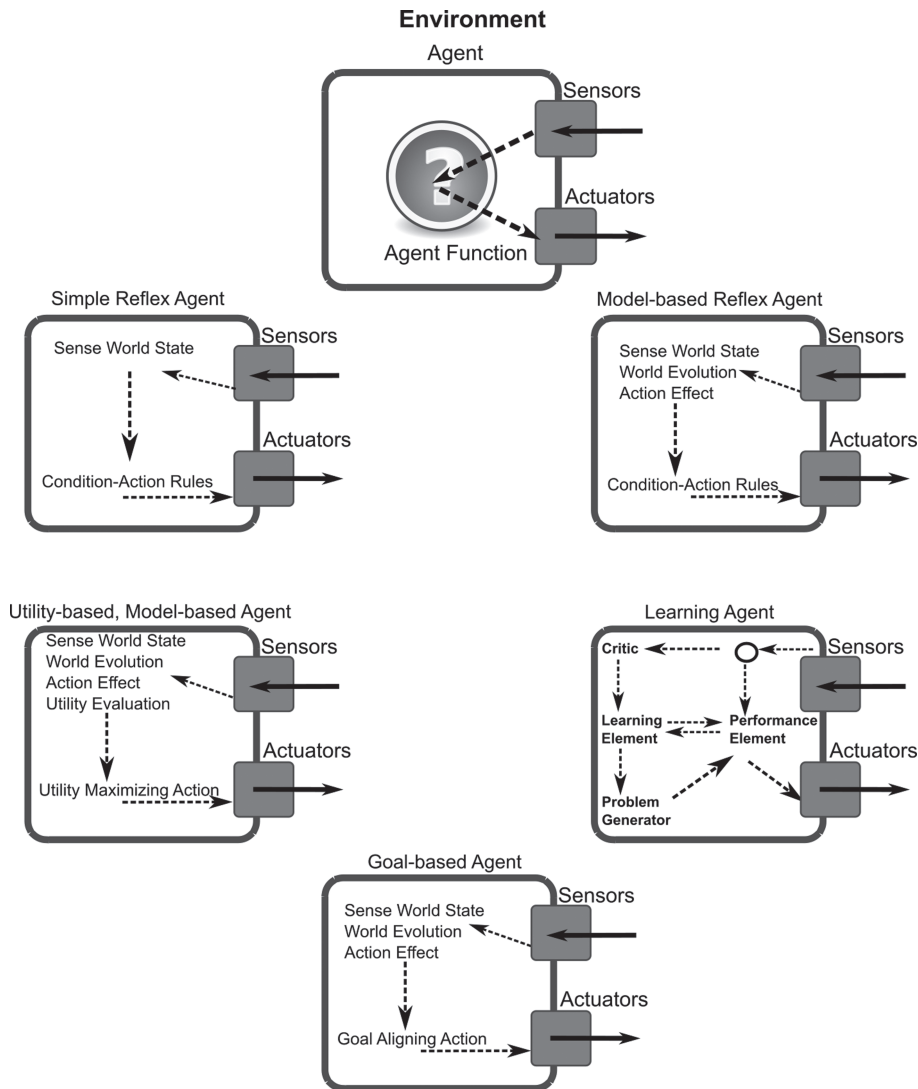 Environment
Agent
Sensors
?
Actuators
Agent Function
Simple Reflex Agent
Sensors
Sense World State
Actuators
Condition-Action Rules
Model-based Reflex Agent
Sensors
Sense World State
World Evolution
Action Effect
Actuators
Condition-Action Rules
Utility-based, Model-based Agent
Sense World State
Sensors
World Evolution
Action Effect
Utility Evaluation
Actuators
Utility Maximizing Action
Learning Agent
Critic
Sensors
Learning
Element
Performance
Element
Actuators
Problem
Generator
Goal-based Agent
Sensors
Sense World State
World Evolution
Action Effect
Actuators
Goal Aligning Action